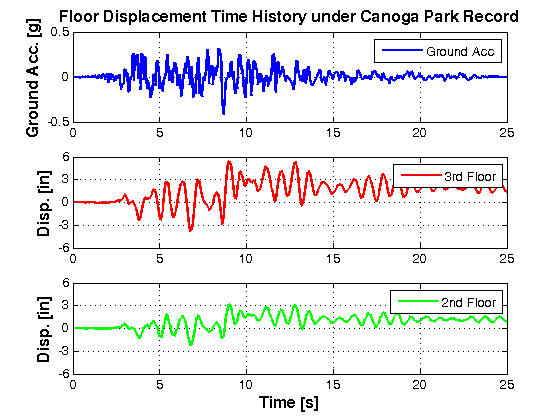 Floor Displacement Time History under Canoga Park Record
Ground Acc. [g]
0.5
0
-0.5
Ground Acc
0 5 10 15 20 25
Disp. [in]
6
3
0
-3
-6
3rd Floor
0 5 10 15 20 25
Disp. [in]
6
3
0
-3
-6
2nd Floor
0 5 10 15 20 25
Time [s]